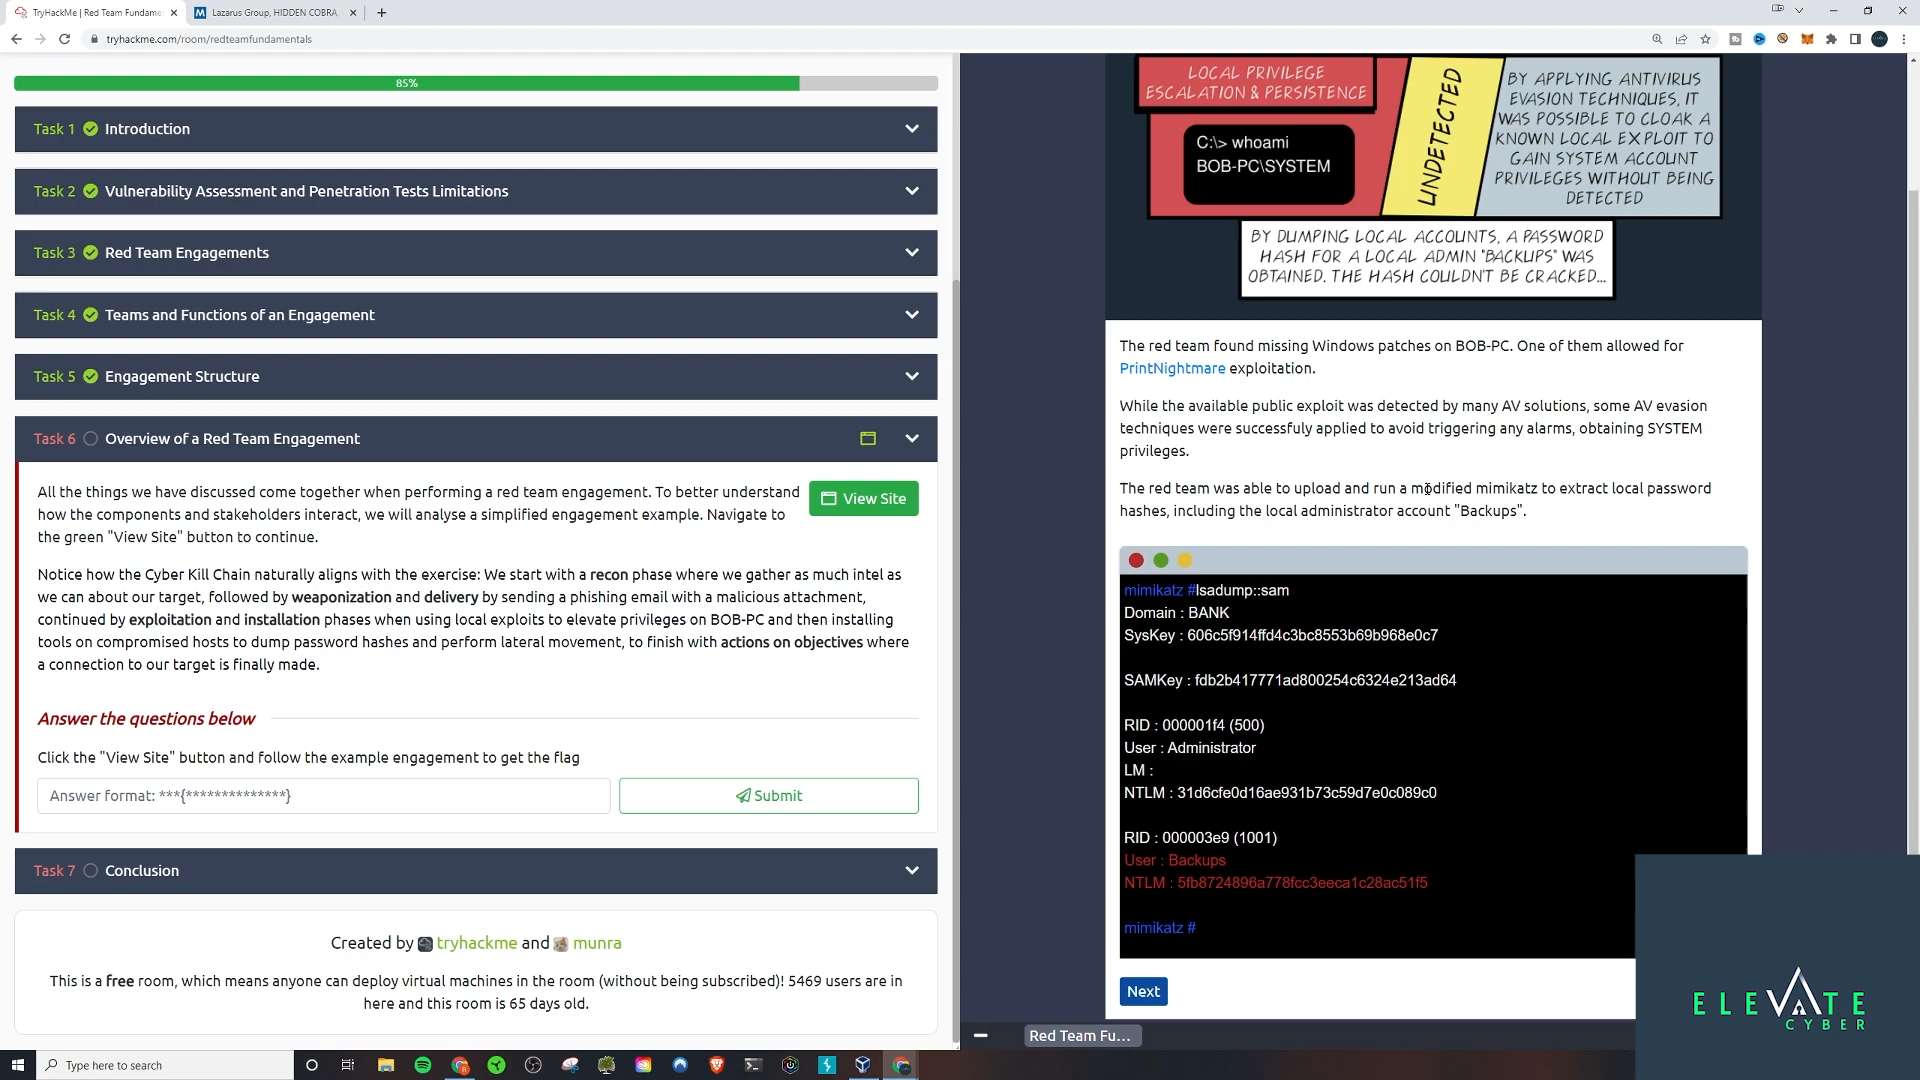 TryHackMe | Red Team Fundame
Lazarus Group, HIDDEN COBRA,
tryhackme.com/room/redteamfundamentals
85%
Task 1 Introduction
Task 2 Vulnerability Assessment and Penetration Tests Limitations
Task 3 Red Team Engagements
Task 4 Teams and Functions of an Engagement
Task 5 Engagement Structure
Task 6 Overview of a Red Team Engagement
All the things we have discussed come together when performing a red team engagement. To better understand
how the components and stakeholders interact, we will analyse a simplified engagement example. Navigate to
the green "View Site" button to continue.
View Site
Notice how the Cyber Kill Chain naturally aligns with the exercise: We start with a recon phase where we gather as much intel as
we can about our target, followed by weaponization and delivery by sending a phishing email with a malicious attachment,
continued by exploitation and installation phases when using local exploits to elevate privileges on BOB-PC and then installing
tools on compromised hosts to dump password hashes and perform lateral movement, to finish with actions on objectives where
a connection to our target is finally made.
Answer the questions below
Click the "View Site" button and follow the example engagement to get the flag
Answer format: ***{**************}
Submit
Task 7 Conclusion
Created by tryhackme and munra
This is a free room, which means anyone can deploy virtual machines in the room (without being subscribed)! 5469 users are in
here and this room is 65 days old.
LOCAL PRIVILEGE
ESCALATION & PERSISTENCE
C:\> whoami
BOB-PC\SYSTEM
UNDETECTED
BY APPLYING ANTIVIRUS
EVASION TECHNIQUES, IT
WAS POSSIBLE TO CLOAK A
KNOWN LOCAL EXPLOIT TO
GAIN SYSTEM ACCOUNT
PRIVILEGES WITHOUT BEING
DETECTED
BY DUMPING LOCAL ACCOUNTS, A PASSWORD
HASH FOR A LOCAL ADMIN "BACKUPS" WAS
OBTAINED. THE HASH COULDN'T BE CRACKED...
The red team found missing Windows patches on BOB-PC. One of them allowed for
PrintNightmare exploitation.
While the available public exploit was detected by many AV solutions, some AV evasion
techniques were successfuly applied to avoid triggering any alarms, obtaining SYSTEM
privileges.
The red team was able to upload and run a modified mimikatz to extract local password
hashes, including the local administrator account "Backups".
mimikatz #lsadump::sam
Domain : BANK
SysKey : 606c5f914ffd4c3bc8553b69b968e0c7
SAMKey : fdb2b417771ad800254c6324e213ad64
RID : 000001f4 (500)
User : Administrator
LM :
NTLM : 31d6cfe0d16ae931b73c59d7e0c089c0
RID : 000003e9 (1001)
User : Backups
NTLM : 5fb8724896a778fcc3eeca1c28ac51f5
mimikatz #
Next
Red Team Fu...
ELEVATE
CYBER
Type here to search